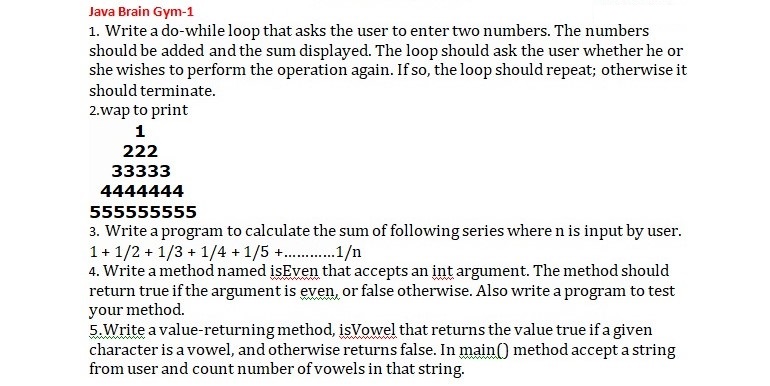 Java Brain Gym-1
1. Write a do-while loop that asks the user to enter two numbers. The numbers
should be added and the sum displayed. The loop should ask the user whether he or
she wishes to perform the operation again. If so, the loop should repeat; otherwise it
should terminate.
2.wap to print
1
222
33333
4444444
555555555
3. Write a program to calculate the sum of following series where n is input by user.
1 + 1/2 + 1/3 + 1/4 + 1/5 +............1/n
4. Write a method named isEven that accepts an int argument. The method should
return true if the argument is even, or false otherwise. Also write a program to test
your method.
5.Write a value-returning method, isVowel that returns the value true if a given
character is a vowel, and otherwise returns false. In main() method accept a string
from user and count number of vowels in that string.